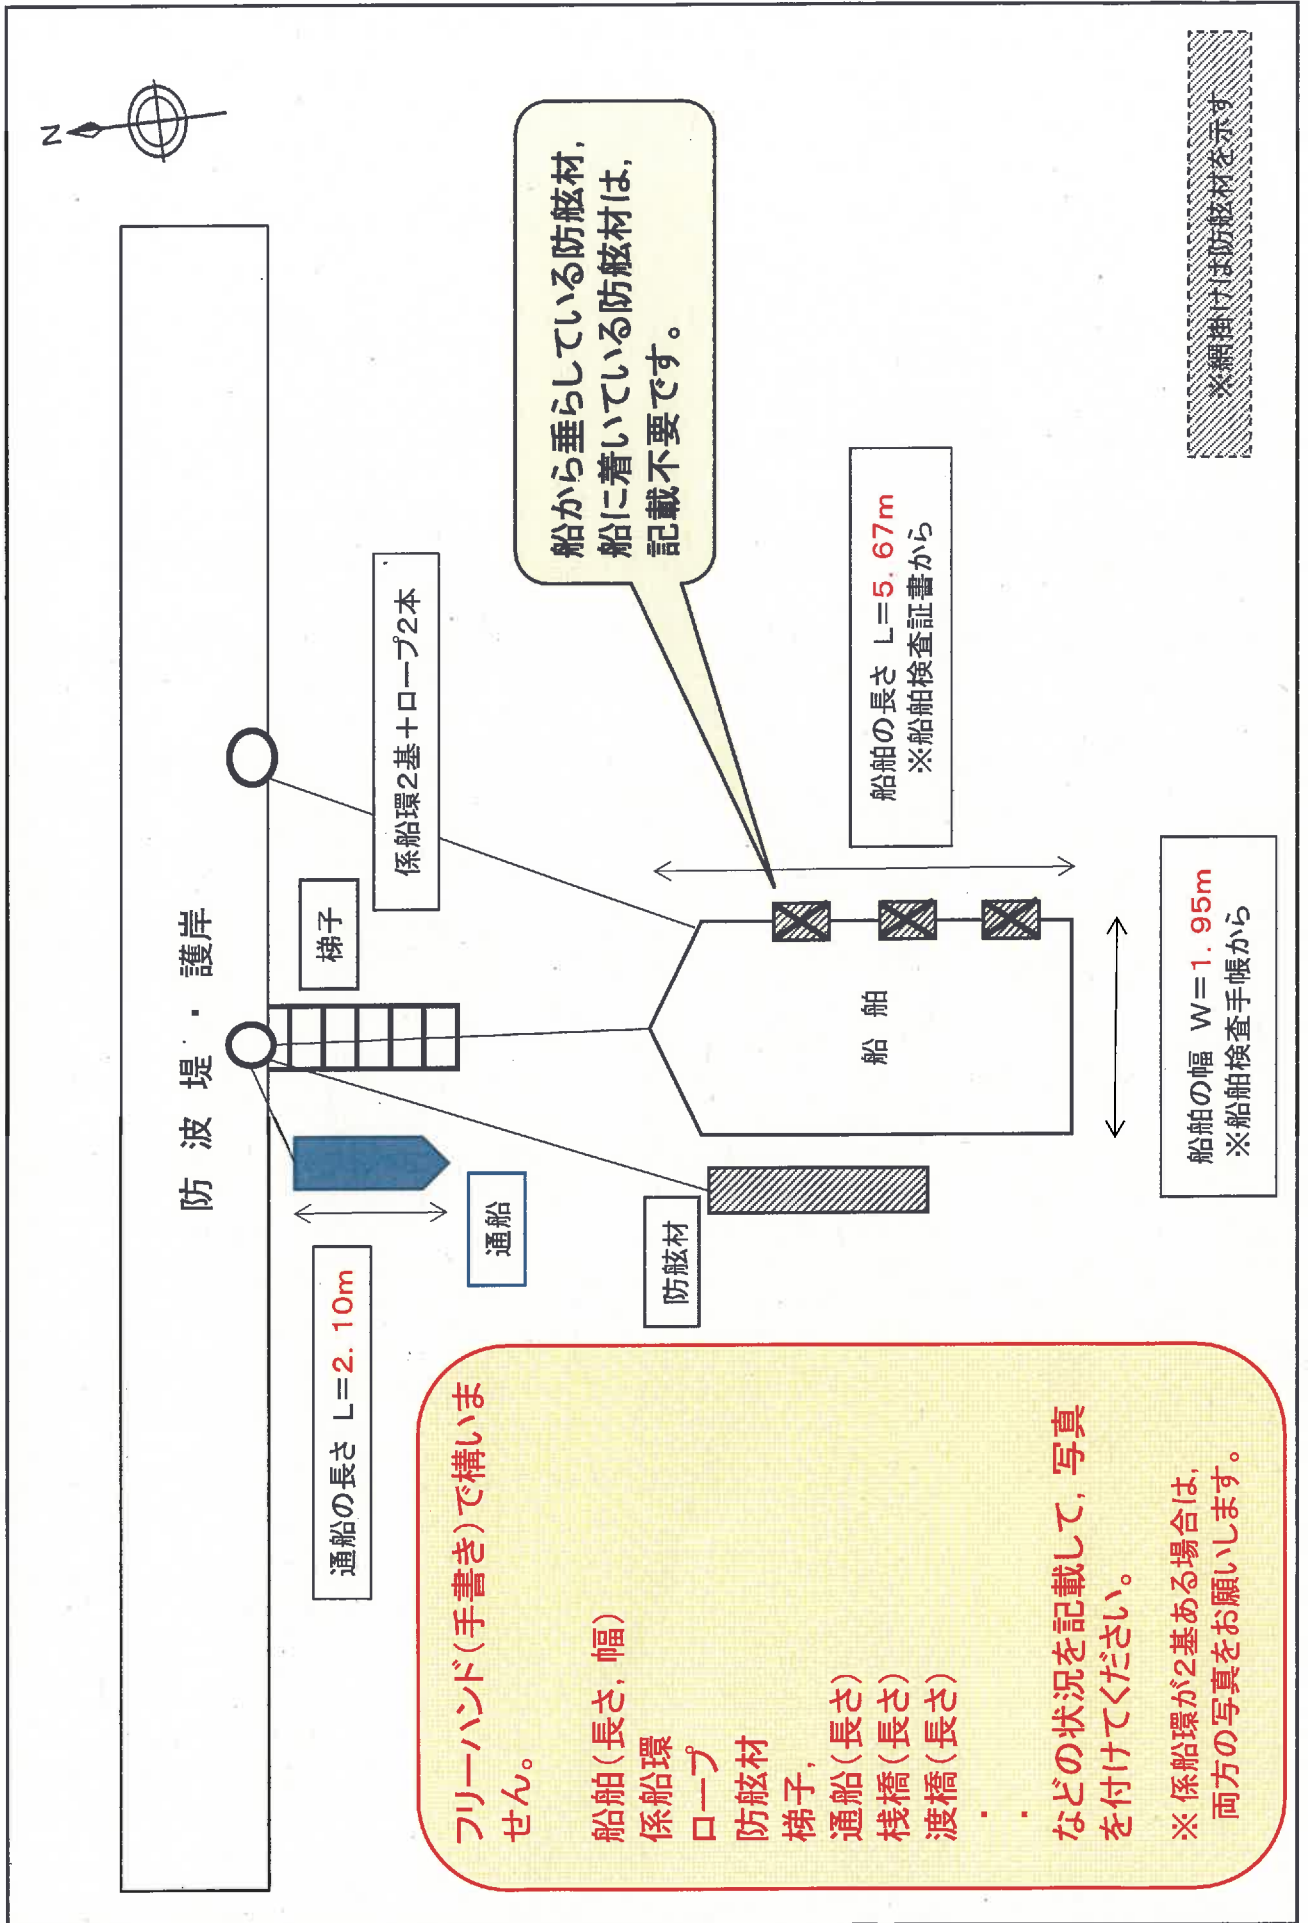 N
防波堤・護岸
梯子
係船環2基＋ロープ2本
船から垂らしている防舷材,
船に着いている防舷材は,
記載不要です。
通船の長さ L＝2.10m
通船
防舷材
船舶
船舶の長さ L＝5.67m
※船舶検査証書から
船舶の幅 W＝1.95m
※船舶検査手帳から
※網掛けは防舷材を示す
フリーハンド(手書き)で構いま
せん。
船舶(長さ,幅)
係船環
ロープ
防舷材
梯子,
通船(長さ)
桟橋(長さ)
渡橋(長さ)
・
・
などの状況を記載して,写真
を付けてください。
※ 係船環が2基ある場合は,
両方の写真をお願いします。